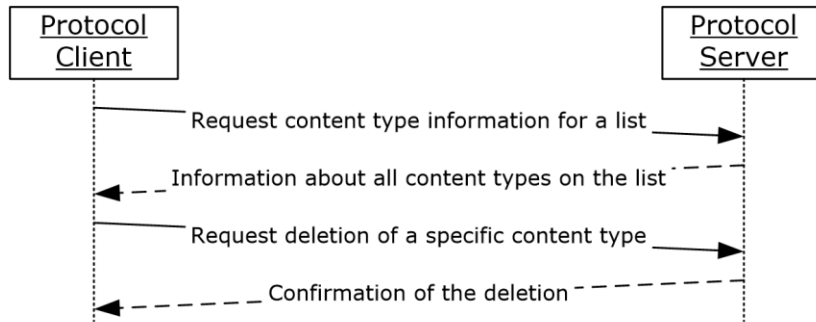 Protocol
Client
Protocol
Server
Request content type information for a list
Information about all content types on the list
Request deletion of a specific content type
Confirmation of the deletion